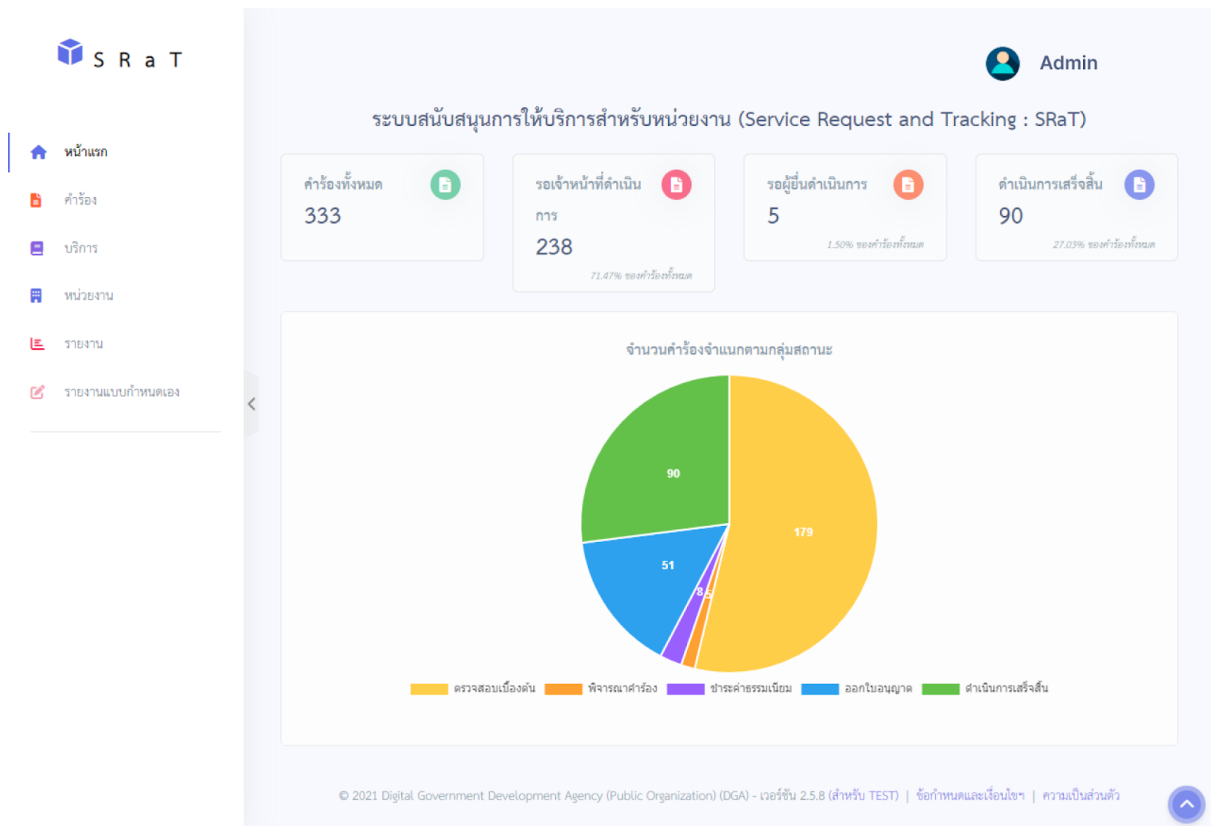 S R a T
Admin
ระบบสนับสนุนการให้บริการสำหรับหน่วยงาน (Service Request and Tracking : SRaT)
หน้าแรก
คำร้อง
บริการ
หน่วยงาน
รายงาน
รายงานแบบกำหนดเอง
คำร้องทั้งหมด
333
รอเจ้าหน้าที่ดำเนิน
การ
238
71.47% ของคำร้องทั้งหมด
รอผู้ยื่นดำเนินการ
5
1.50% ของคำร้องทั้งหมด
ดำเนินการเสร็จสิ้น
90
27.03% ของคำร้องทั้งหมด
จำนวนคำร้องจำแนกตามกลุ่มสถานะ
90
179
51
8
5
ตรวจสอบเบื้องต้น พิจารณาคำร้อง ชำระค่าธรรมเนียม ออกใบอนุญาต ดำเนินการเสร็จสิ้น
© 2021 Digital Government Development Agency (Public Organization) (DGA) - เวอร์ชัน 2.5.8 (สำหรับ TEST) | ข้อกำหนดและเงื่อนไขฯ | ความเป็นส่วนตัว